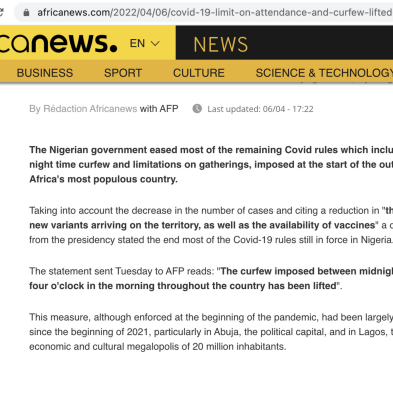 africanews.com/2022/04/06/covid-19-limit-on-attendance-and-curfew-lifted
canews. EN NEWS
BUSINESS SPORT CULTURE SCIENCE & TECHNOLOGY
By Rédaction Africanews with AFP Last updated: 06/04 - 17:22
The Nigerian government eased most of the remaining Covid rules which inclu
night time curfew and limitations on gatherings, imposed at the start of the ou
Africa's most populous country.
Taking into account the decrease in the number of cases and citing a reduction in "th
new variants arriving on the territory, as well as the availability of vaccines" a c
from the presidency stated the end most of the Covid-19 rules still in force in Nigeria.
The statement sent Tuesday to AFP reads: "The curfew imposed between midnigh
four o'clock in the morning throughout the country has been lifted".
This measure, although enforced at the beginning of the pandemic, had been largely
since the beginning of 2021, particularly in Abuja, the political capital, and in Lagos, t
economic and cultural megalopolis of 20 million inhabitants.